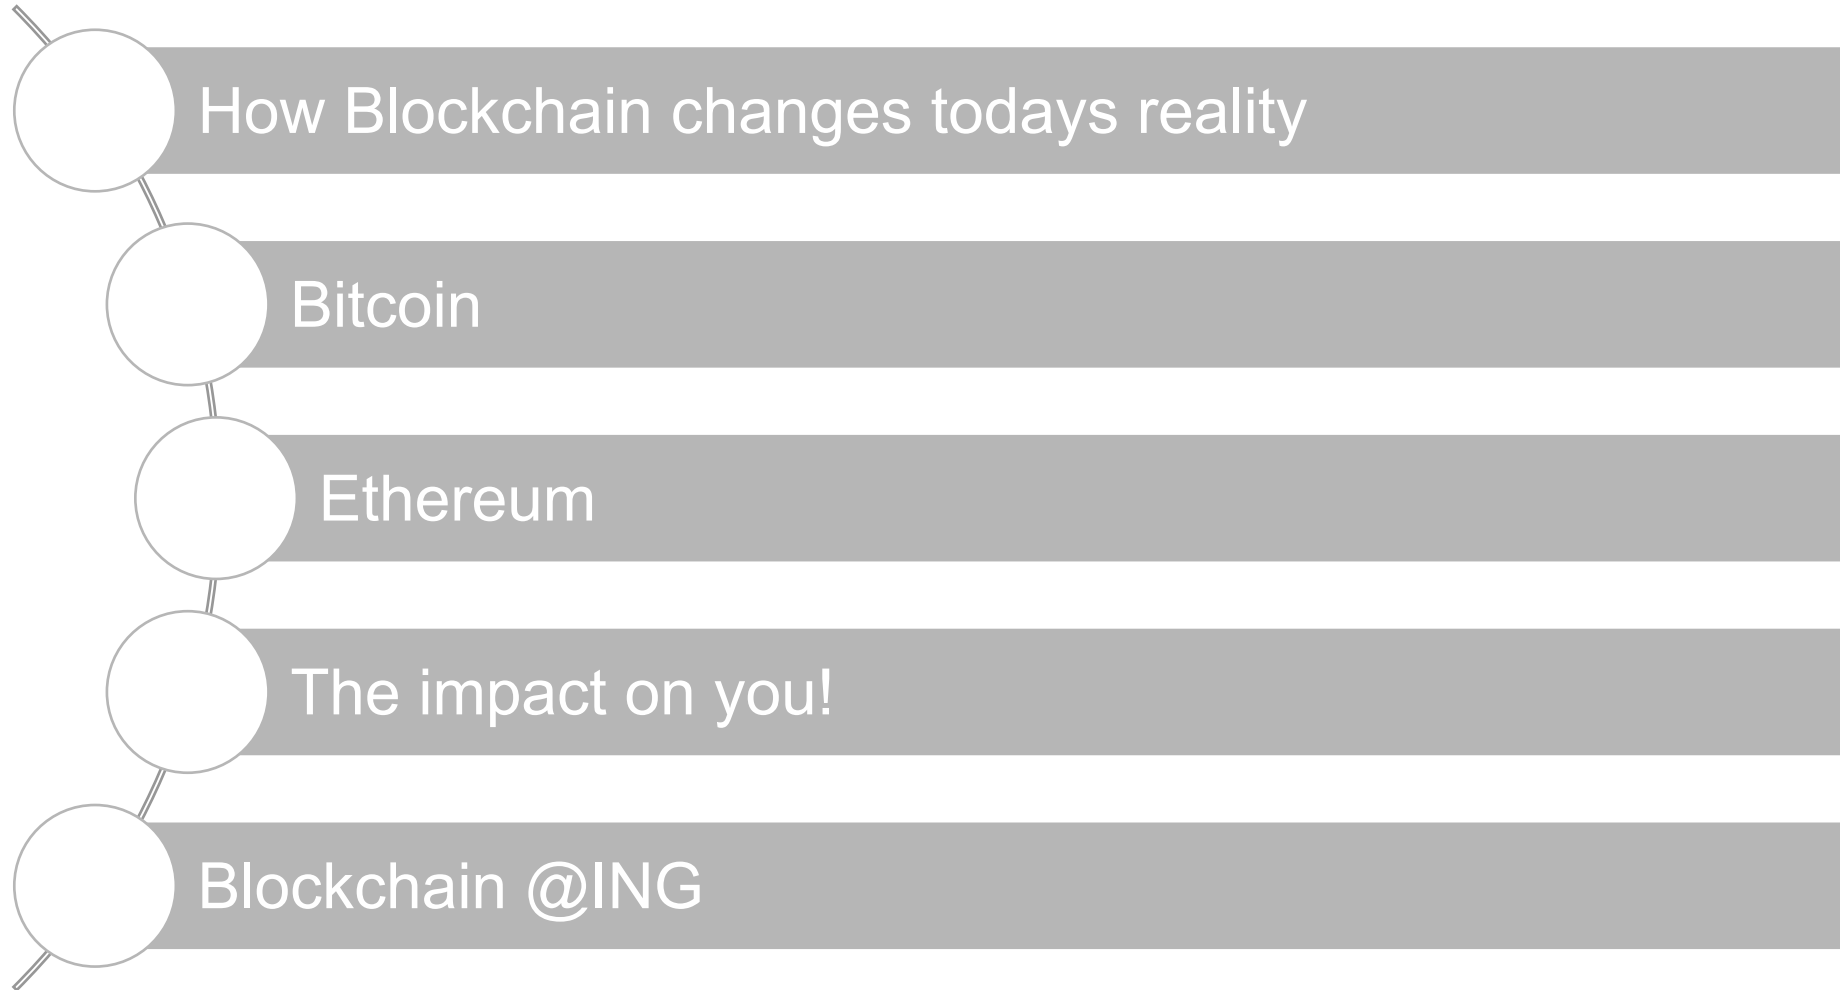 How Blockchain changes todays reality
Bitcoin
Ethereum
The impact on you!
Blockchain @ING